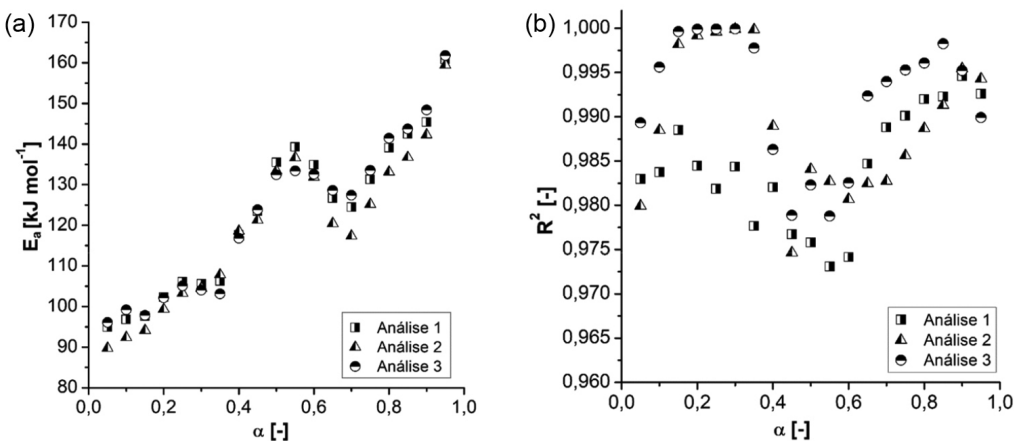 (a)
170
160
150
140
130
120
110
100
90
80
Ea [kJ mol-1]
0,0 0,2 0,4 0,6 0,8 1,0
α [-]
Análise 1
Análise 2
Análise 3
(b)
1,000
0,995
0,990
0,985
0,980
0,975
0,970
0,965
0,960
R2 [-]
0,0 0,2 0,4 0,6 0,8 1,0
α [-]
Análise 1
Análise 2
Análise 3